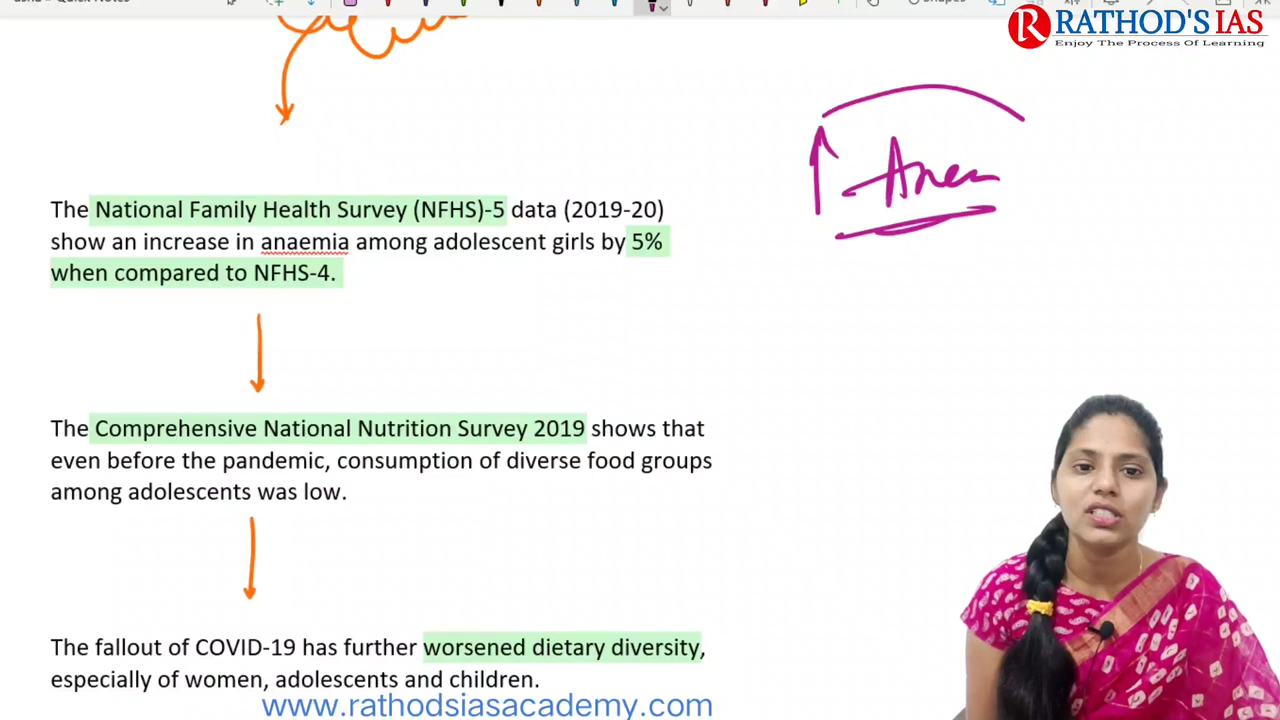 RATHOD'S IAS
Enjoy The Process Of Learning
Anem
The National Family Health Survey (NFHS)-5 data (2019-20)
show an increase in anaemia among adolescent girls by 5%
when compared to NFHS-4.
The Comprehensive National Nutrition Survey 2019 shows that
even before the pandemic, consumption of diverse food groups
among adolescents was low.
The fallout of COVID-19 has further worsened dietary diversity,
especially of women, adolescents and children.
www.rathodsiasacademy.com